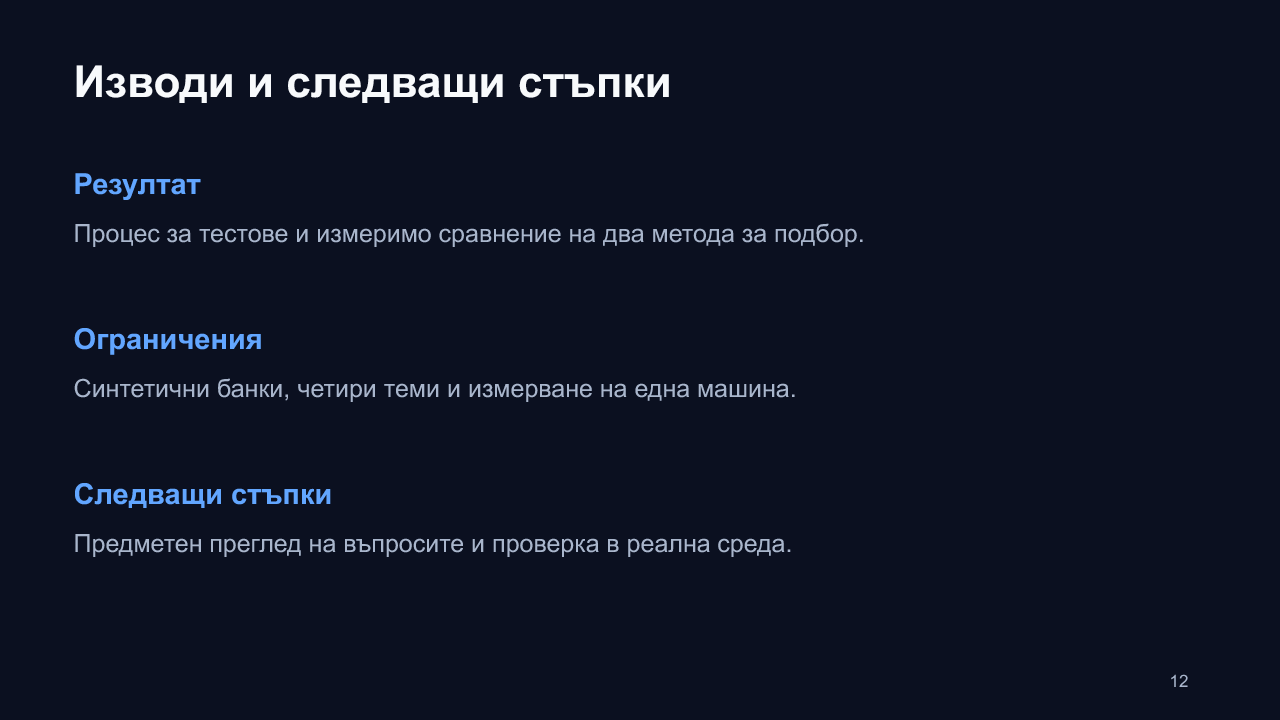 Изводи и следващи стъпки
Резултат
Процес за тестове и измеримо сравнение на два метода за подбор.
Ограничения
Синтетични банки, четири теми и измерване на една машина.
Следващи стъпки
Предметен преглед на въпросите и проверка в реална среда.
12